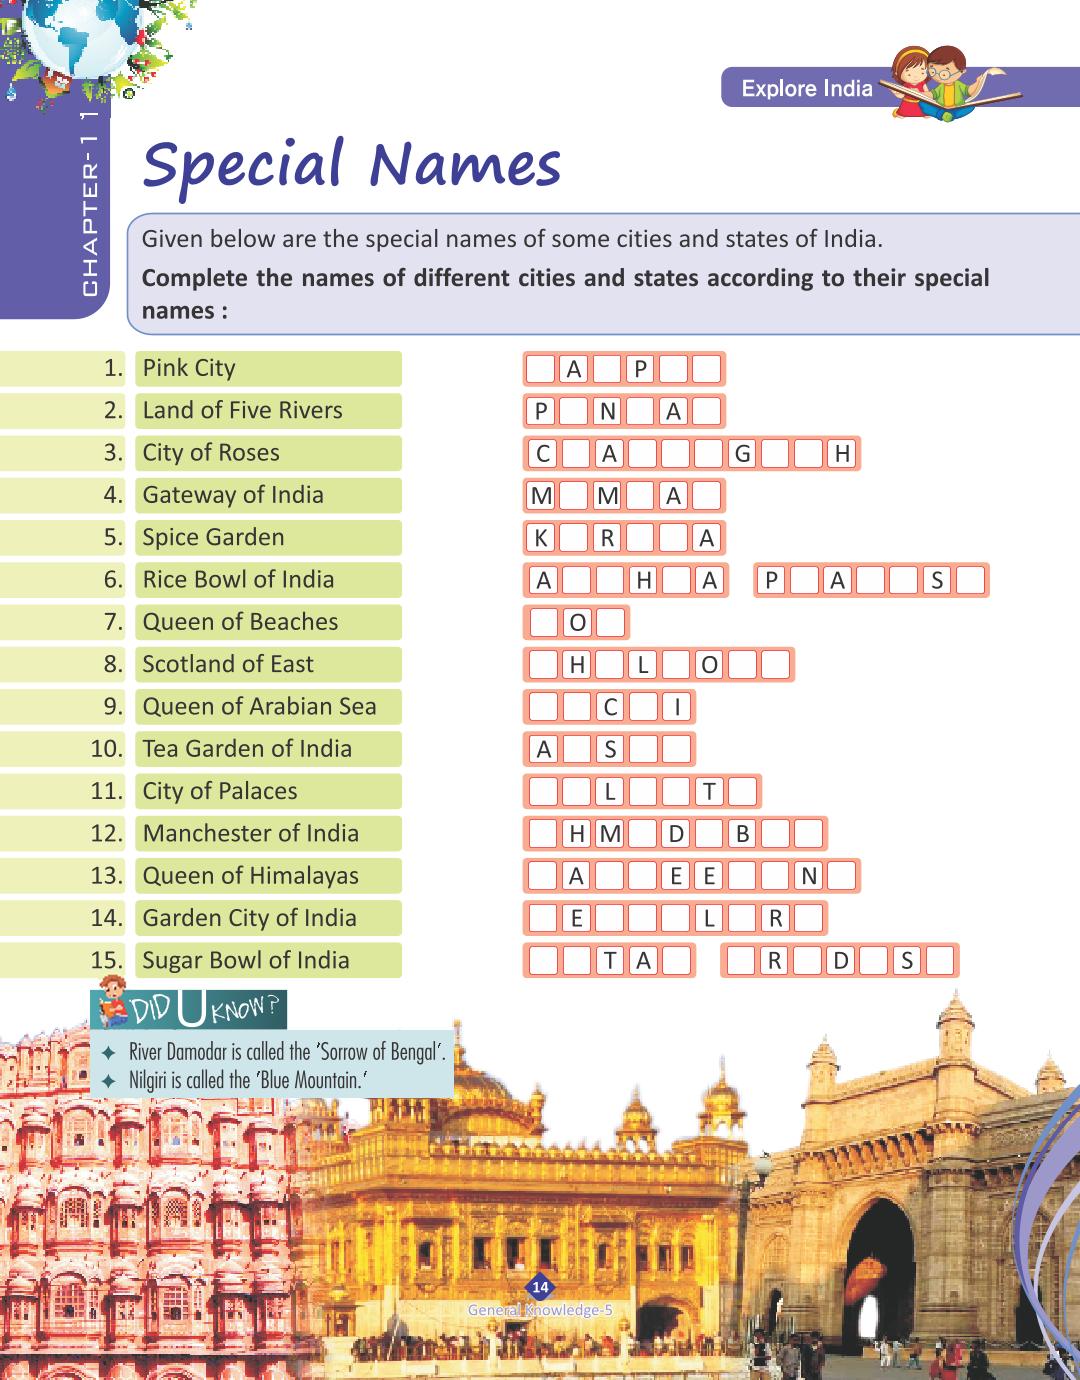 Explore India
CHAPTER-11
Special Names
Given below are the special names of some cities and states of India.
Complete the names of different cities and states according to their special
names :
1. Pink City A P
2. Land of Five Rivers P N A
3. City of Roses C A G H
4. Gateway of India M M A
5. Spice Garden K R A
6. Rice Bowl of India A H A P A S
7. Queen of Beaches O
8. Scotland of East H L O
9. Queen of Arabian Sea C I
10. Tea Garden of India A S
11. City of Palaces L T
12. Manchester of India H M D B
13. Queen of Himalayas A E E N
14. Garden City of India E L R
15. Sugar Bowl of India T A R D S
DID U KNOW?
✦ River Damodar is called the 'Sorrow of Bengal'.
✦ Nilgiri is called the 'Blue Mountain.'
14
General Knowledge-5